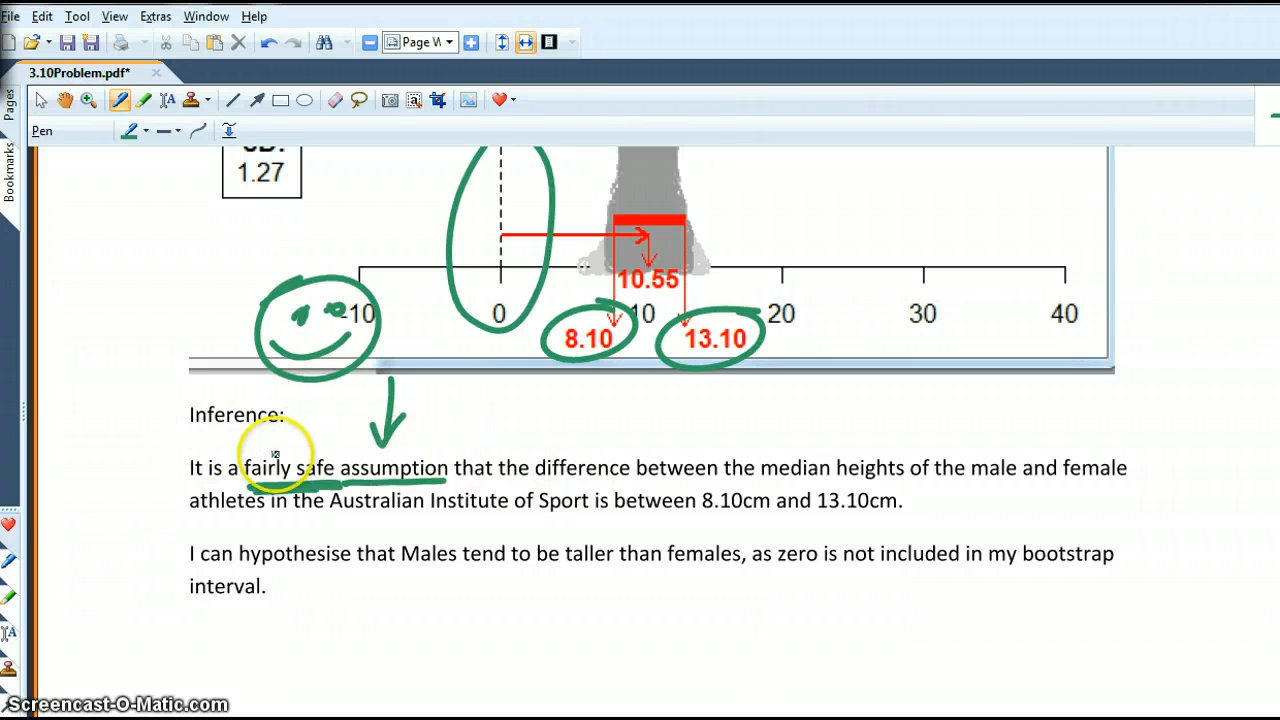 File Edit Tool View Extras Window Help
Page W
3.10Problem.pdf*
Pages
Bookmarks
Pen
1.27
10.55
-10 0 10 20 30 40
8.10 13.10
Inference:
It is a fairly safe assumption that the difference between the median heights of the male and female
athletes in the Australian Institute of Sport is between 8.10cm and 13.10cm.
I can hypothesise that Males tend to be taller than females, as zero is not included in my bootstrap
interval.
Screencast-O-Matic.com